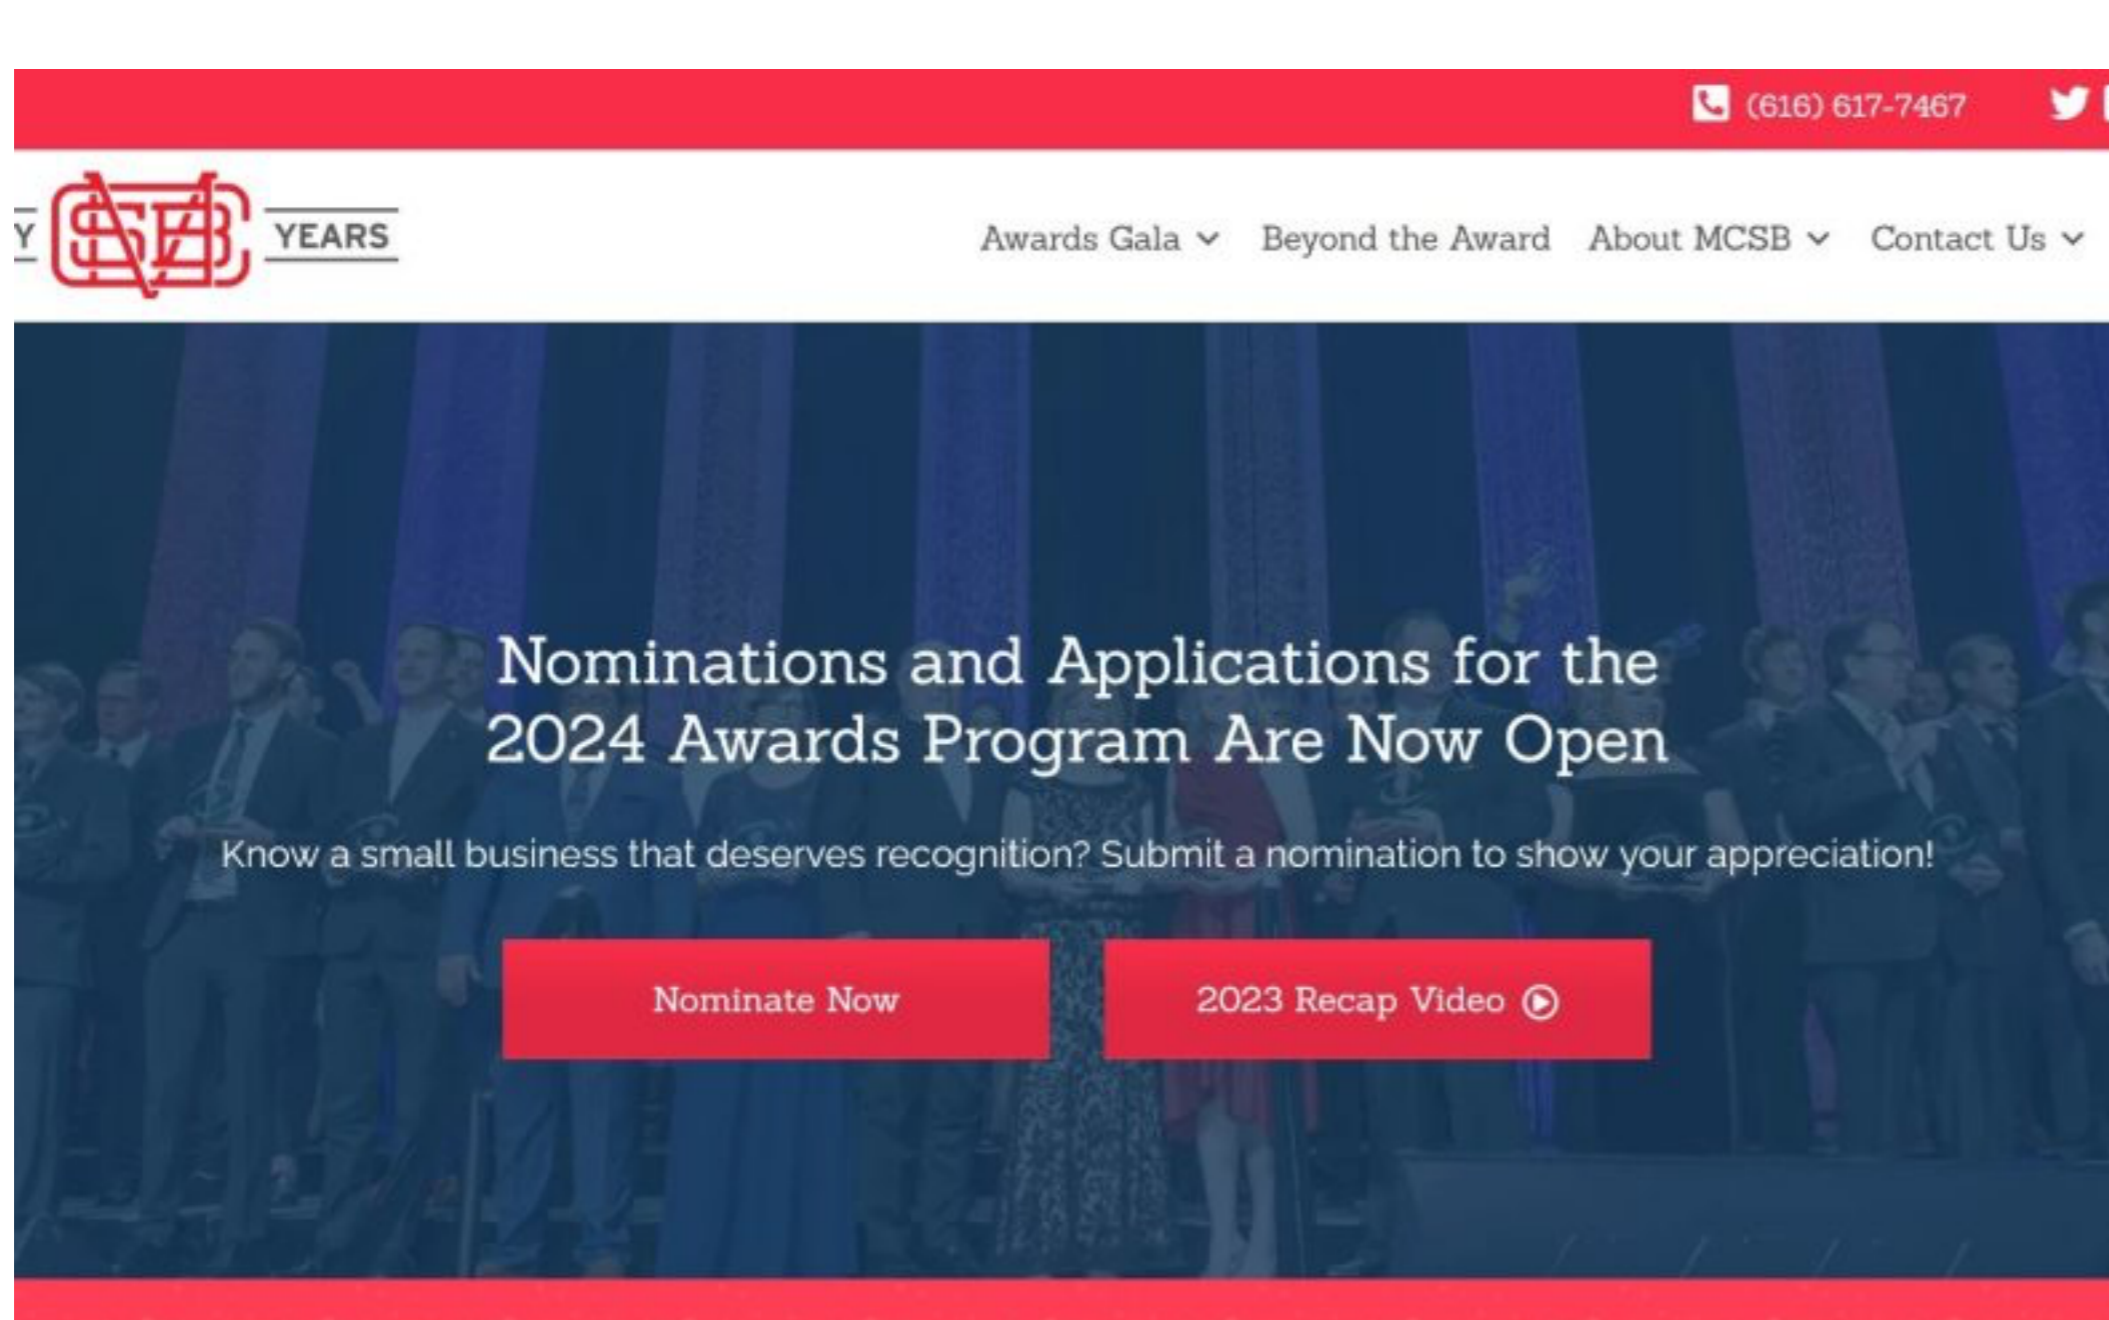 (616) 617-7467
Y
YEARS
Awards Gala
Beyond the Award
About MCSB
Contact Us
Nominations and Applications for the
2024 Awards Program Are Now Open
Know a small business that deserves recognition? Submit a nomination to show your appreciation!
Nominate Now
2023 Recap Video